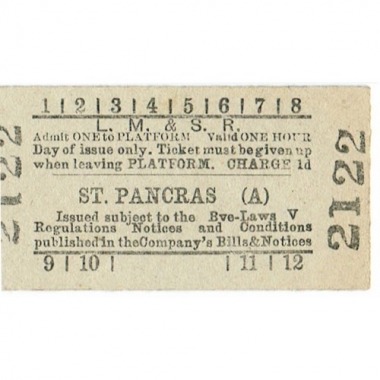 1|2|3|4|5|6|7|8
L. M. & S. R.
Admit ONE to PLATFORM Valid ONE HOUR
Day of issue only. Ticket must be given up
when leaving PLATFORM. CHARGE 1d
ST. PANCRAS (A)
Issued subject to the Bye-Laws V
Regulations Notices and Conditions
published in the Company's Bills & Notices
9 | 10 | | 11 | 12
2122
2122